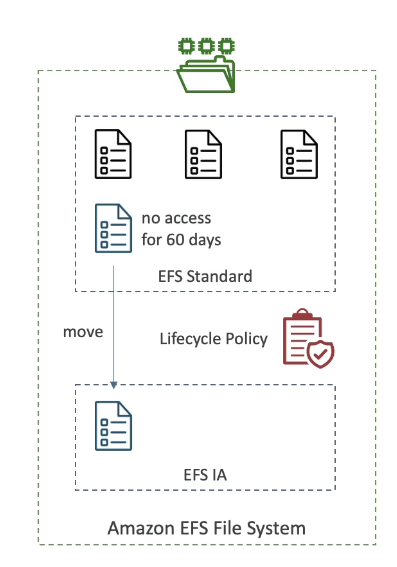 no access
for 60 days
EFS Standard
move
Lifecycle Policy
EFS IA
Amazon EFS File System